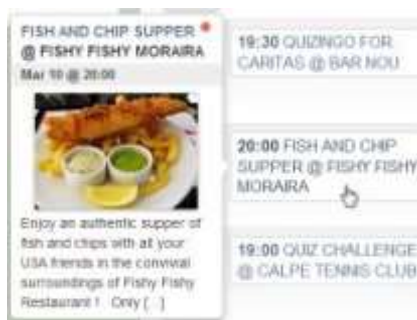 FISH AND CHIP SUPPER
@ FISHY FISHY MORAIRA
Mar 10 @ 20:00
Enjoy an authentic supper of
fish and chips with all your
USA friends in the convivial
surroundings of Fishy Fishy
Restaurant ! Only [...]
19:30 QUIZINGO FOR
CARITAS @ BAR NOU
20:00 FISH AND CHIP
SUPPER @ FISHY FISHY
MORAIRA
19:00 QUIZ CHALLENGE
@ CALPE TENNIS CLUB